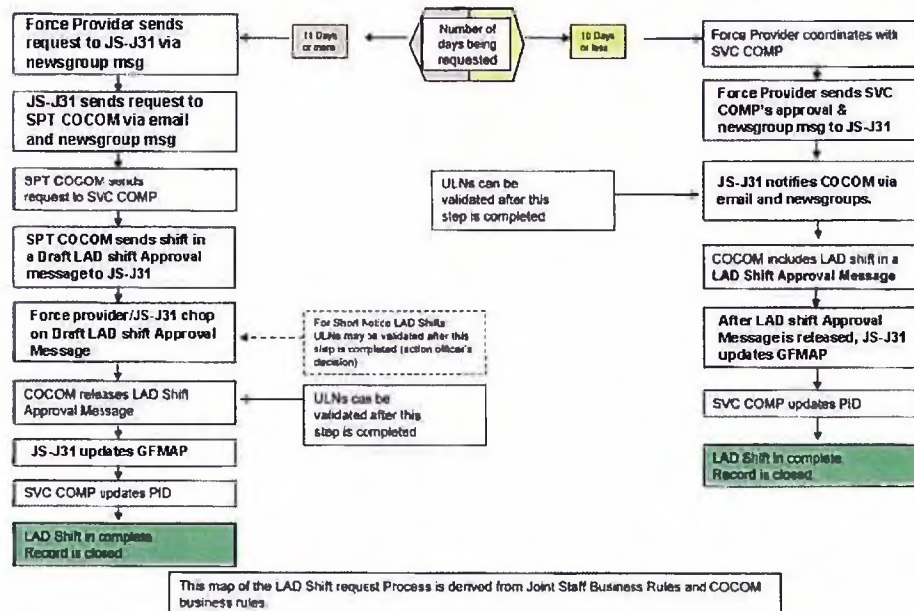 Number of
days being
requested
11 Days
or more
10 Days
or less
Force Provider sends
request to JS-J31 via
newsgroup msg
JS-J31 sends request to
SPT COCOM via email
and newsgroup msg
SPT COCOM sends
request to SVC COMP
SPT COCOM sends shift in
a Draft LAD shift Approval
message to JS-J31
Force provider/JS-J31 chop
on Draft LAD shift Approval
Message
For Short Notice LAD Shifts
ULNs may be validated after this
step is completed (action officer's
decision)
COCOM releases LAD Shift
Approval Message
ULNs can be
validated after this
step is completed
JS-J31 updates GFMAP
SVC COMP updates PID
LAD Shift in complete
Record is closed
Force Provider coordinates with
SVC COMP
Force Provider sends SVC
COMP's approval &
newsgroup msg to JS-J31
ULNs can be
validated after this
step is completed
JS-J31 notifies COCOM via
email and newsgroups.
COCOM includes LAD shift in a
LAD Shift Approval Message
After LAD shift Approval
Message is released, JS-J31
updates GFMAP
SVC COMP updates PID
LAD Shift in complete
Record is closed
This map of the LAD Shift request Process is derived from Joint Staff Business Rules and COCOM
business rules.